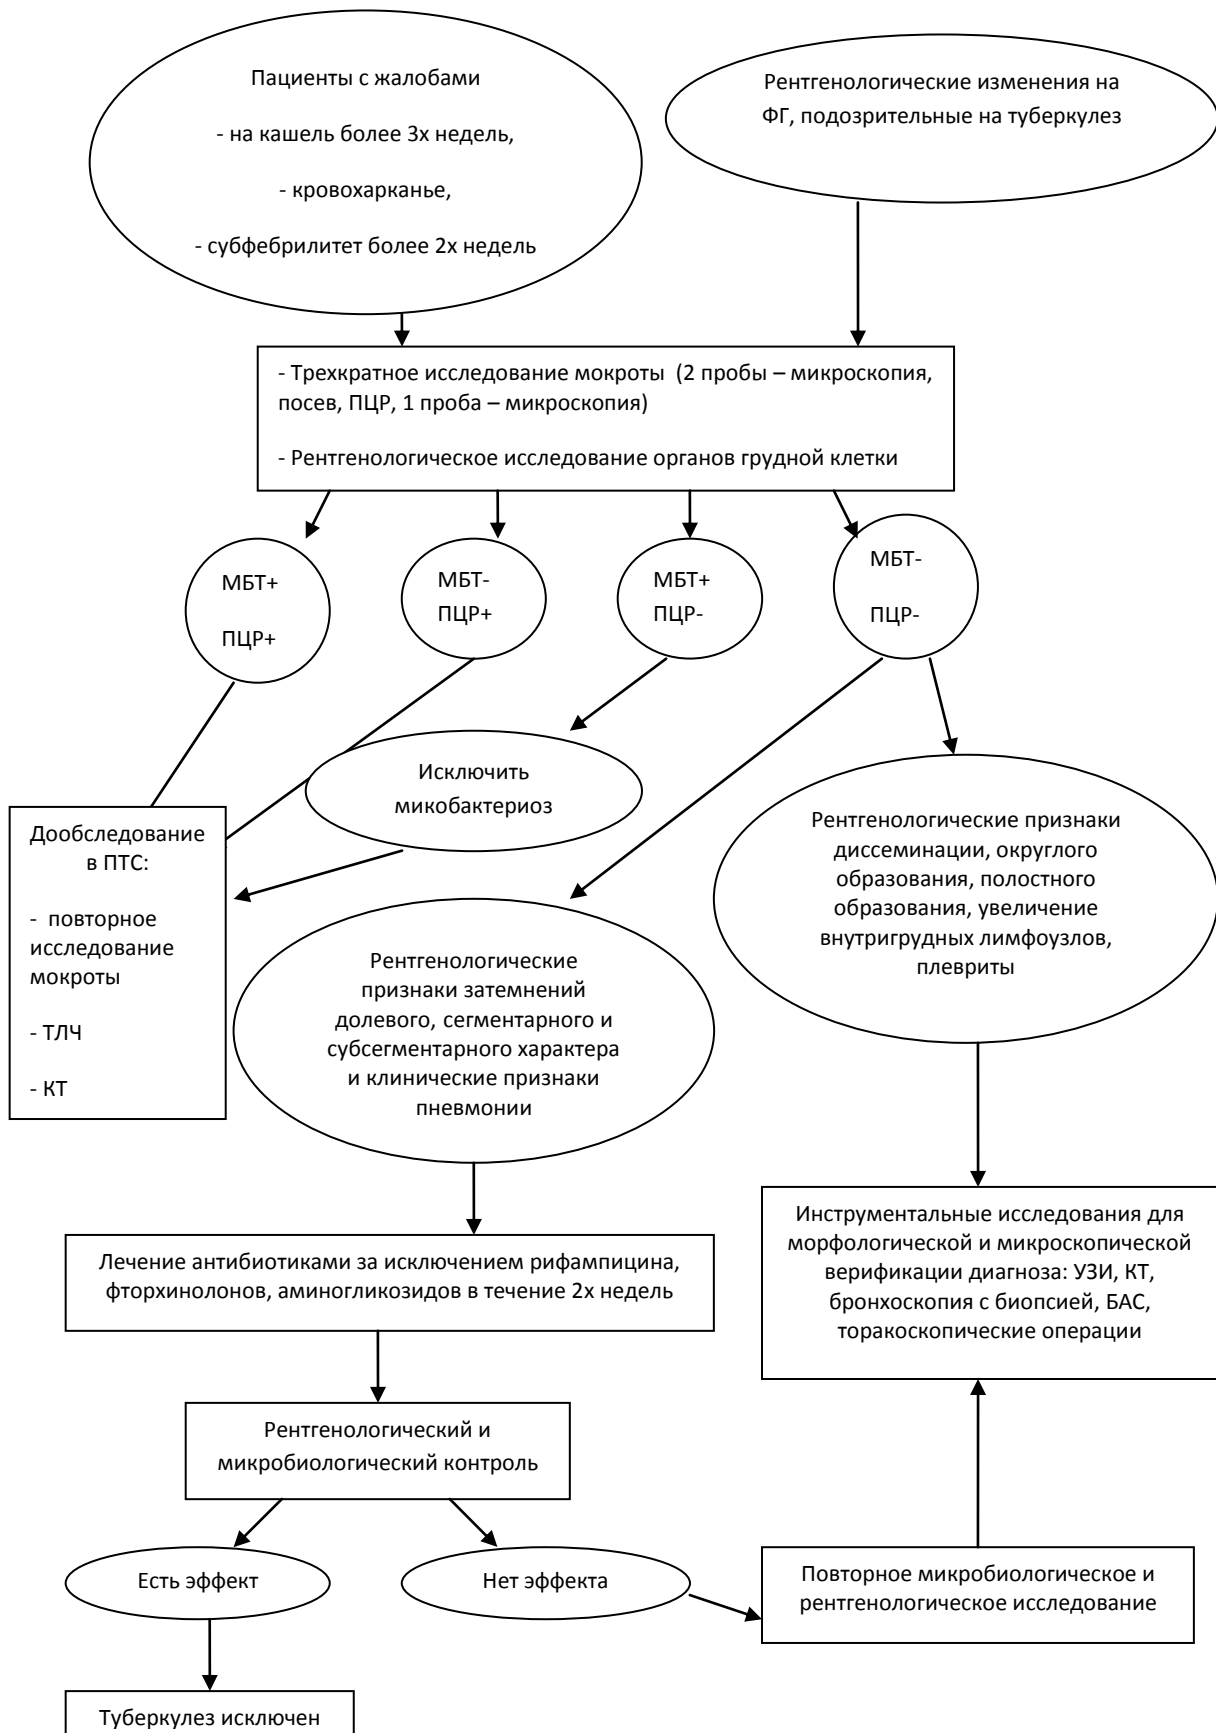 Пациенты с жалобами
- на кашель более 3х недель,
- кровохарканье,
- субфебрилитет более 2х недель
Рентгенологические изменения на
ФГ, подозрительные на туберкулез
- Трехкратное исследование мокроты (2 пробы – микроскопия,
посев, ПЦР, 1 проба – микроскопия)
- Рентгенологическое исследование органов грудной клетки
МБТ+
ПЦР+
МБТ-
ПЦР+
МБТ+
ПЦР-
МБТ-
ПЦР-
Исключить
микобактериоз
Дообследование
в ПТС:
- повторное
исследование
мокроты
- ТЛЧ
- КТ
Рентгенологические признаки
диссеминации, округлого
образования, полостного
образования, увеличение
внутригрудных лимфоузлов,
плевриты
Рентгенологические
признаки затемнений
долевого, сегментарного и
субсегментарного характера
и клинические признаки
пневмонии
Инструментальные исследования для
морфологической и микроскопической
верификации диагноза: УЗИ, КТ,
бронхоскопия с биопсией, БАС,
торакоскопические операции
Лечение антибиотиками за исключением рифампицина,
фторхинолонов, аминогликозидов в течение 2х недель
Рентгенологический и
микробиологический контроль
Есть эффект
Нет эффекта
Повторное микробиологическое и
рентгенологическое исследование
Туберкулез исключен